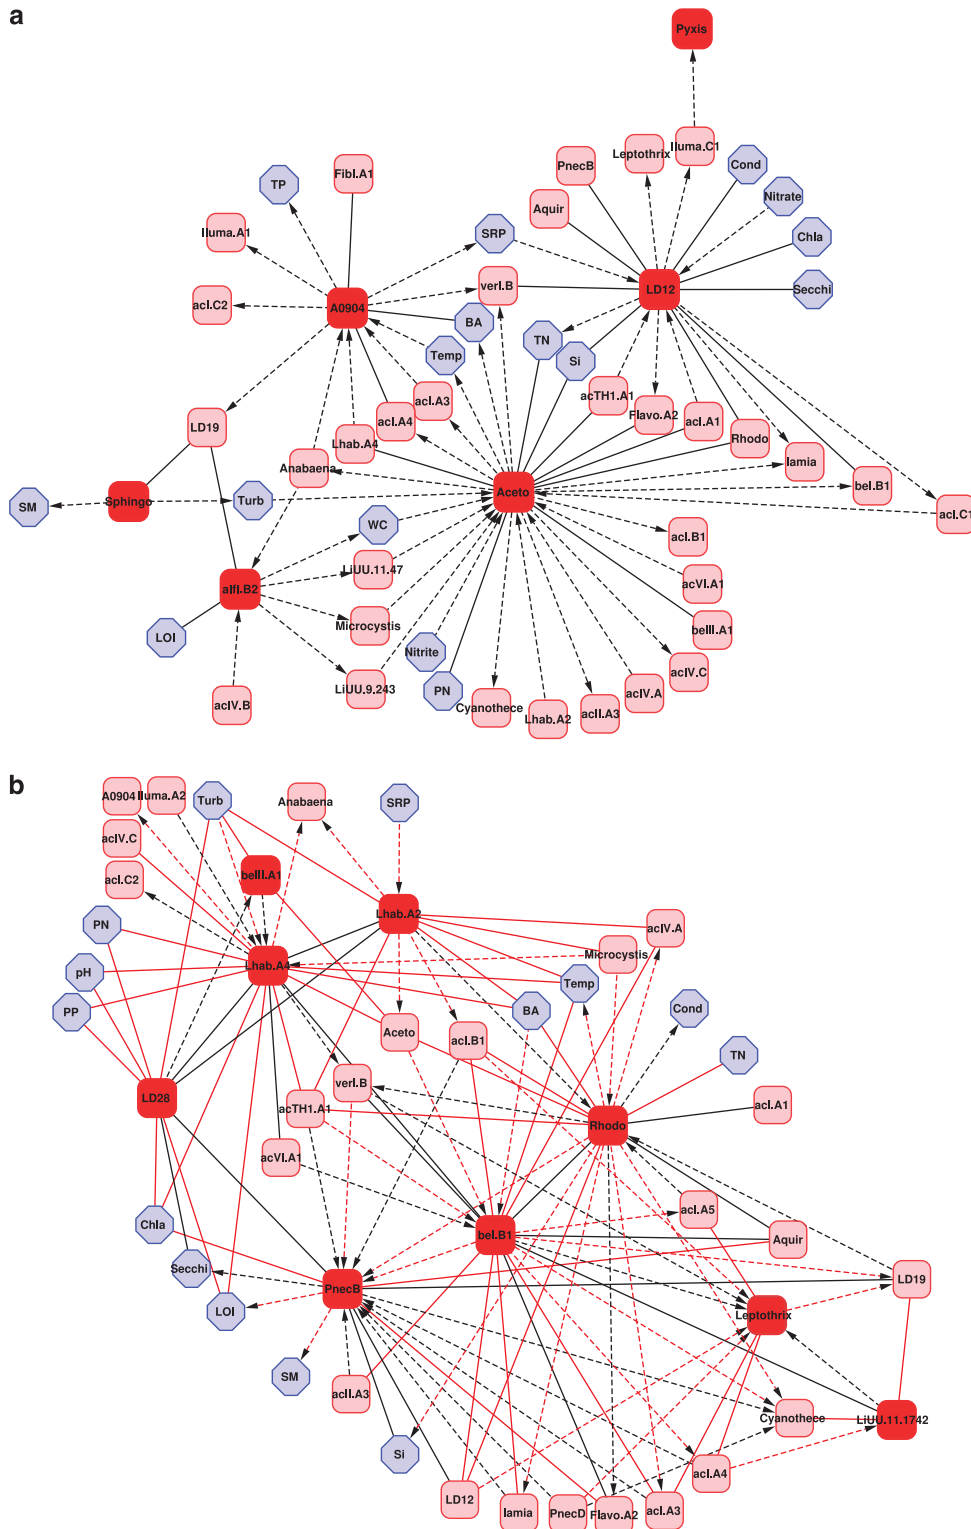 a
Pyxis
FibI.A1
PnecB
Leptothrix
Iluma.C1
Cond
TP
Nitrate
Aquir
Iluma.A1
SRP
Chla
verI.B
LD12
Secchi
acI.C2
A0904
BA
TN
Temp
Si
acI.A3
acTH1.A1
Flavo.A2
acI.A1
acI.A4
LD19
Lhab.A4
Rhodo
Iamia
Anabaena
beI.B1
SM
Sphingo
Turb
Aceto
acI.C1
WC
acI.B1
LiUU.11.47
acVI.A1
alfI.B2
Microcystis
beIII.A1
LOI
Nitrite
acIV.C
LiUU.9.243
PN
acIV.A
acIV.B
Cyanothece
Lhab.A2
acII.A3
b
A0904
Iluma.A2
Turb
Anabaena
SRP
acIV.C
acI.C2
beIII.A1
Lhab.A2
PN
acIV.A
Microcystis
Lhab.A4
pH
Temp
Cond
PP
BA
Aceto
acI.B1
TN
verI.B
LD28
acTH1.A1
acI.A1
Rhodo
acVI.A1
acI.A5
Chla
beI.B1
Aquir
Secchi
PnecB
LD19
LOI
Leptothrix
SM
acII.A3
Cyanothece
LiUU.11.1742
Si
acI.A4
LD12
Iamia
PnecD
Flavo.A2
acI.A3